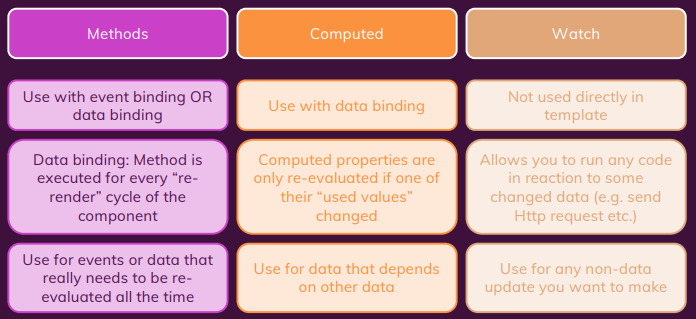 Methods
Computed
Watch
Use with event binding OR
data binding
Use with data binding
Not used directly in
template
Data binding: Method is
executed for every “re-
render” cycle of the
component
Computed properties are
only re-evaluated if one of
their “used values”
changed
Allows you to run any code
in reaction to some
changed data (e.g. send
Http request etc.)
Use for events or data that
really needs to be re-
evaluated all the time
Use for data that depends
on other data
Use for any non-data
update you want to make